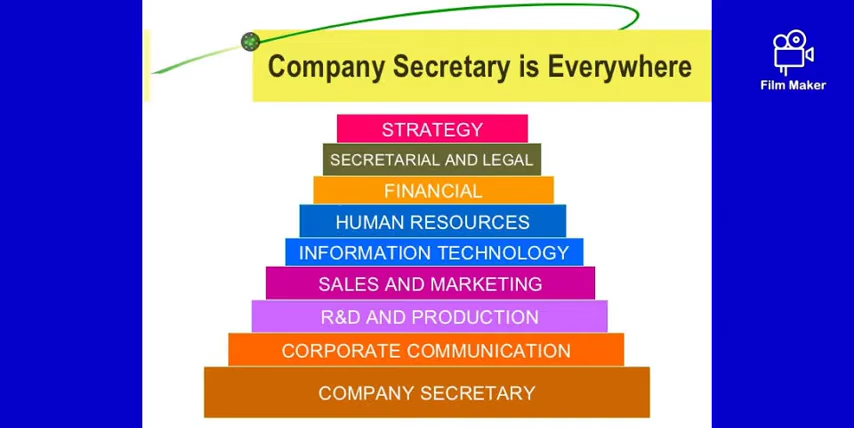 Company Secretary is Everywhere
Film Maker
STRATEGY
SECRETARIAL AND LEGAL
FINANCIAL
HUMAN RESOURCES
INFORMATION TECHNOLOGY
SALES AND MARKETING
R&D AND PRODUCTION
CORPORATE COMMUNICATION
COMPANY SECRETARY